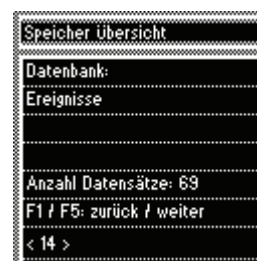 Speicher Übersicht
Datenbank:
Ereignisse
Anzahl Datensätze: 69
F1 / F5: zurück / weiter
< 14 >